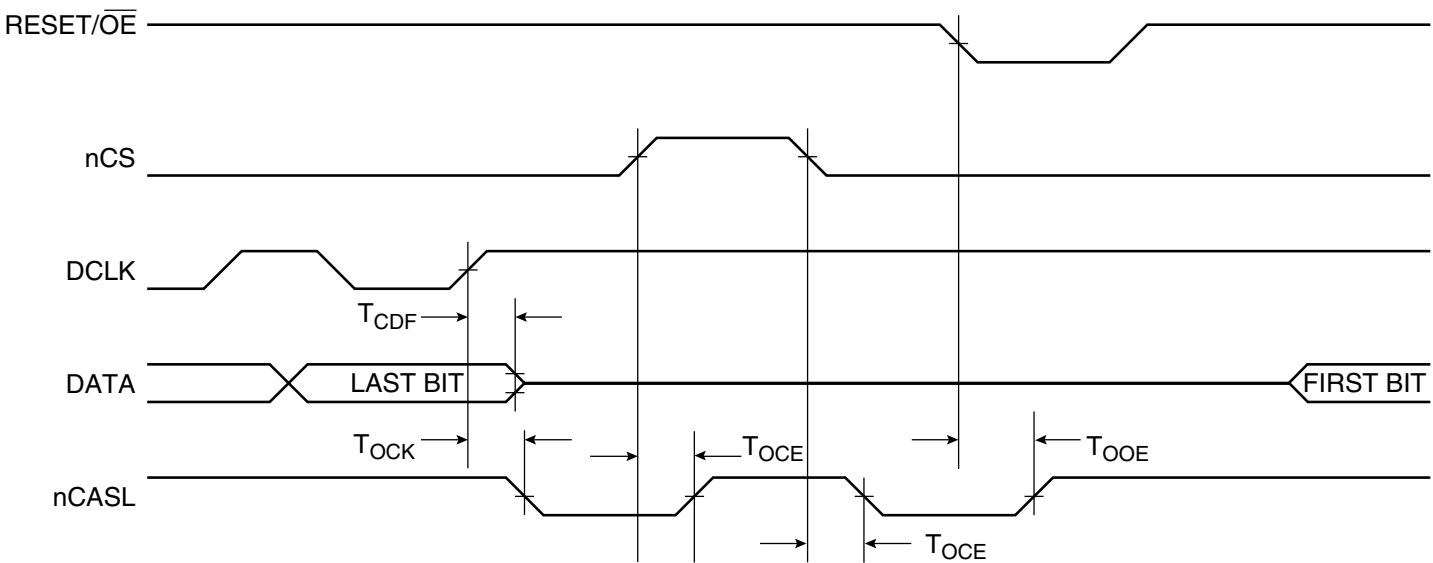 RESET/OE
nCS
DCLK
TCDF
DATA
LAST BIT
FIRST BIT
TOCK
TOCE
TOOE
nCASL
TOCE